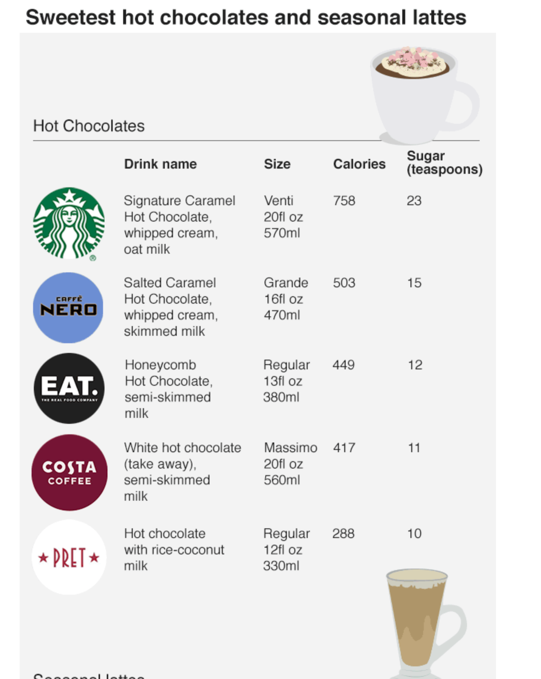 Sweetest hot chocolates and seasonal lattes
Hot Chocolates
Drink name Size Calories Sugar (teaspoons)
Signature Caramel Venti 758 23
Hot Chocolate, 20fl oz
whipped cream, 570ml
oat milk
®
CAFFÈ
NERO
Salted Caramel Grande 503 15
Hot Chocolate, 16fl oz
whipped cream, 470ml
skimmed milk
EAT.
THE REAL FOOD COMPANY
Honeycomb Regular 449 12
Hot Chocolate, 13fl oz
semi-skimmed 380ml
milk
COSTA
COFFEE
White hot chocolate Massimo 417 11
(take away), 20fl oz
semi-skimmed 560ml
milk
PRET
Hot chocolate Regular 288 10
with rice-coconut 12fl oz
milk 330ml
Seasonal lattes